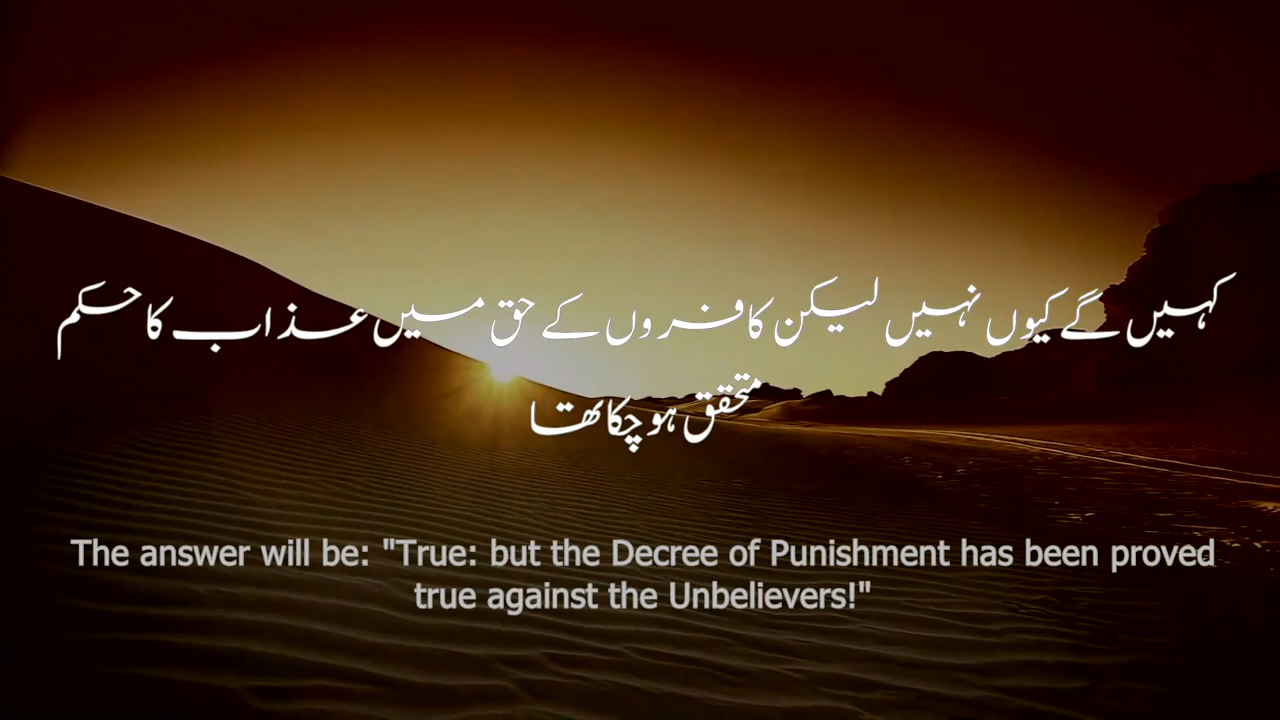 کہیں گے کیوں نہیں لیکن کافروں کے حق میں عذاب کا حکم
متحقق ہو چکا تھا
The answer will be: "True: but the Decree of Punishment has been proved
true against the Unbelievers!"